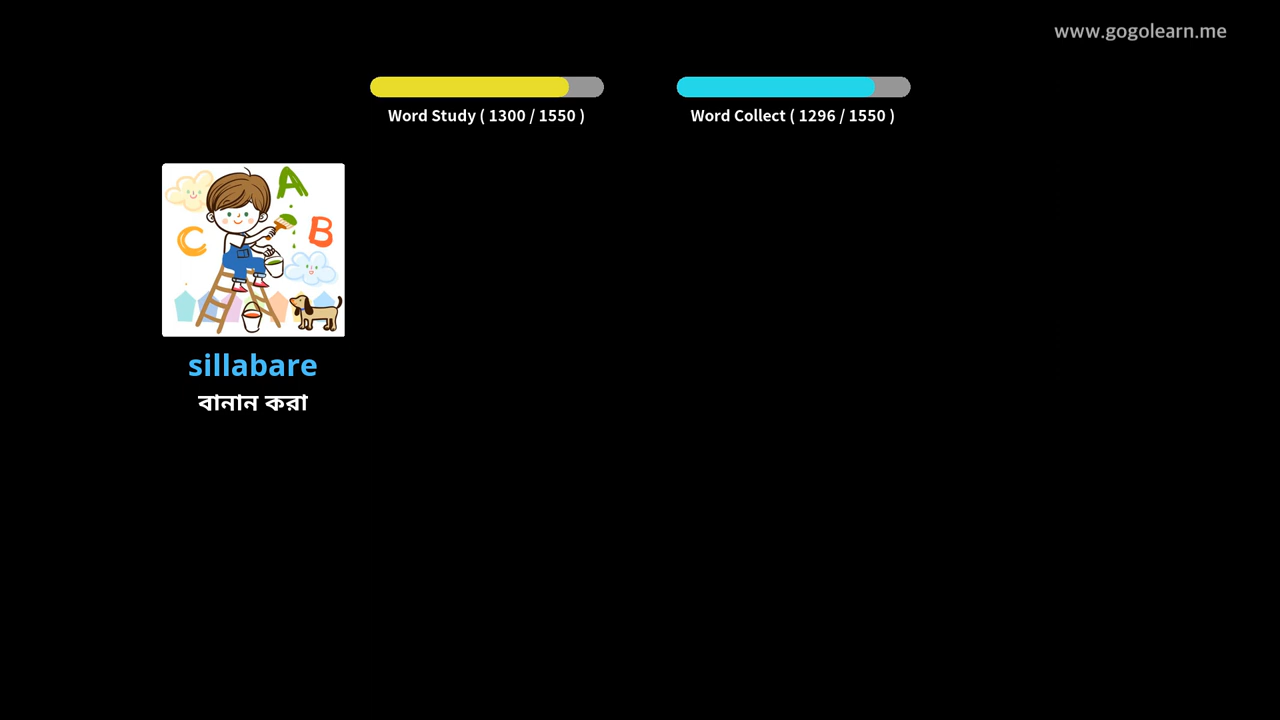 www.gogolearn.me
Word Study ( 1300 / 1550 )
Word Collect ( 1296 / 1550 )
A
B
C
sillabare
বানান করা